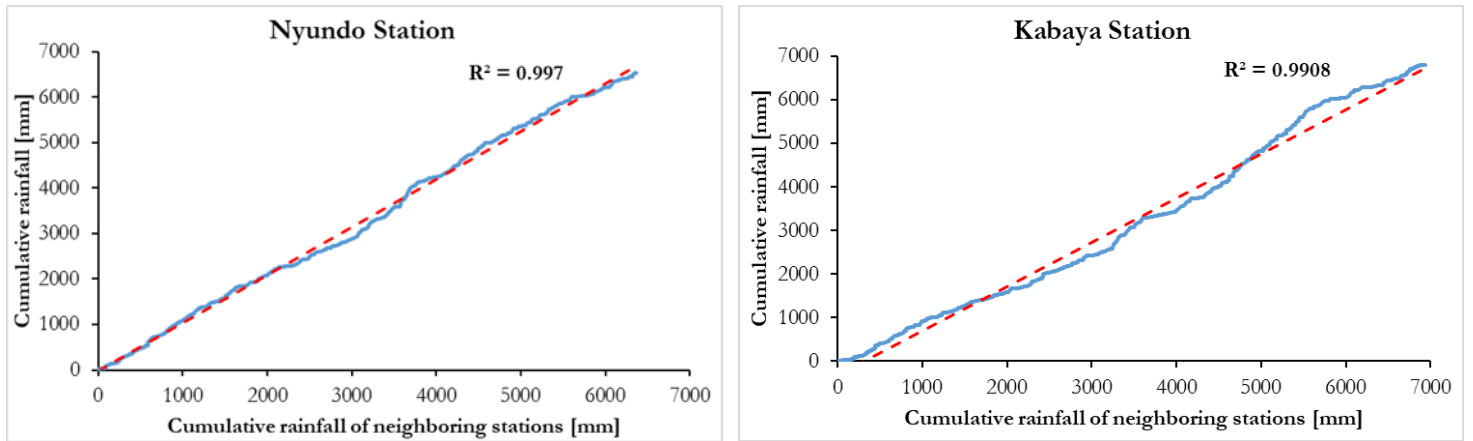 Nyundo Station
R² = 0.997
Cumulative rainfall [mm]
7000
6000
5000
4000
3000
2000
1000
0
0 1000 2000 3000 4000 5000 6000 7000
Cumulative rainfall of neighboring stations [mm]
Kabaya Station
R² = 0.9908
Cumulative rainfall [mm]
7000
6000
5000
4000
3000
2000
1000
0
0 1000 2000 3000 4000 5000 6000 7000
Cumulative rainfall of neighboring stations [mm]